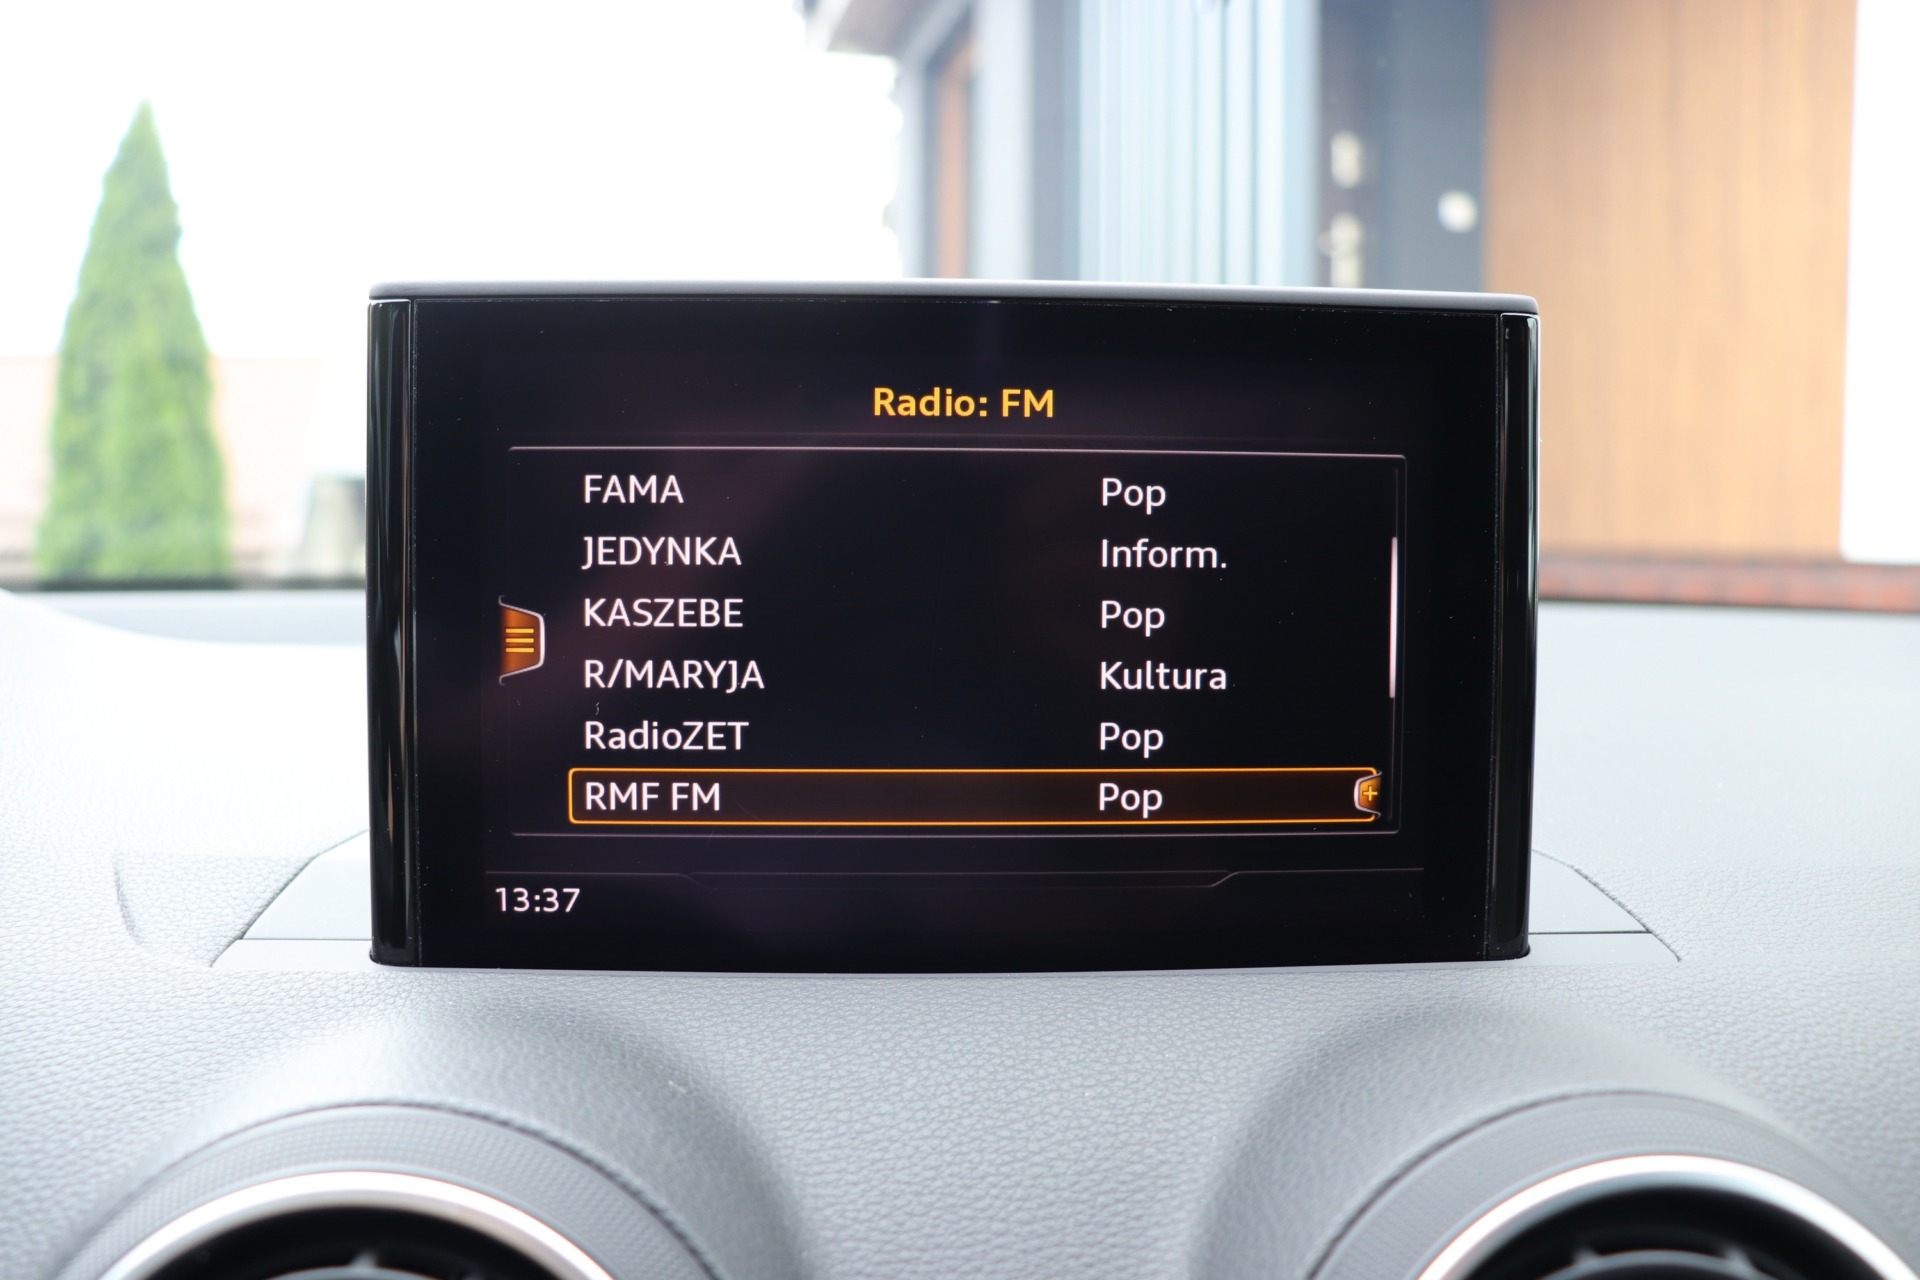 Radio: FM
FAMA Pop
JEDYNKA Inform.
KASZEBE Pop
R/MARYJA Kultura
RadioZET Pop
RMF FM Pop
13:37